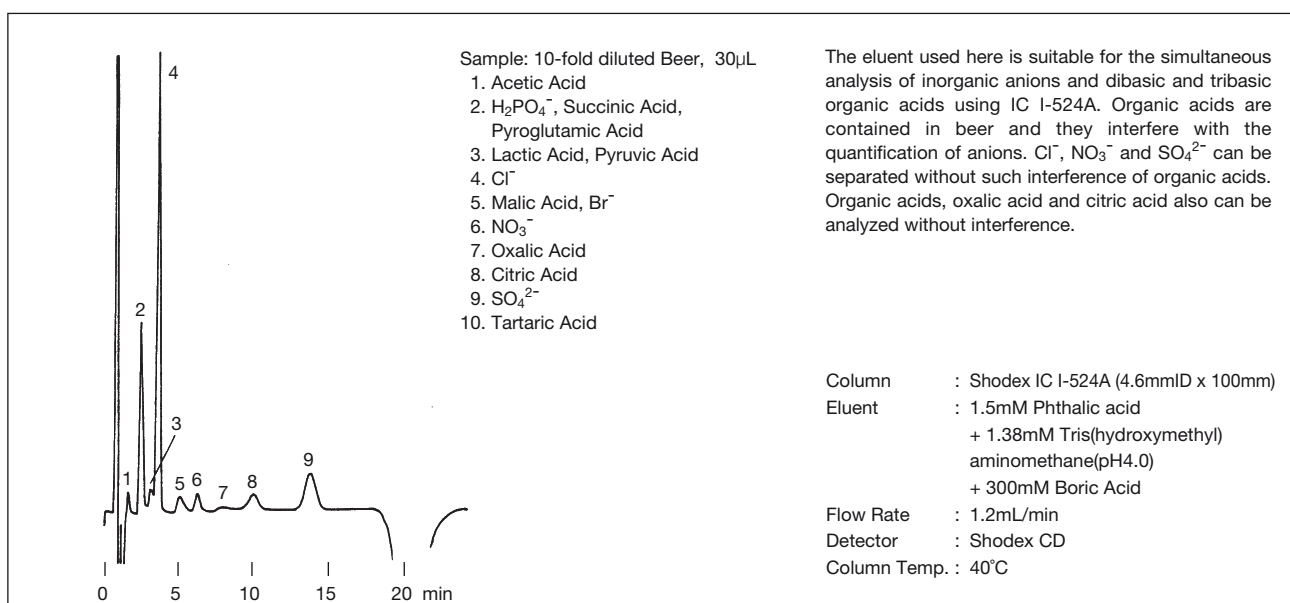 4
2
3
1
5
6
7
8
9
0
5
10
15
20
min
Sample: 10-fold diluted Beer, 30µL
1. Acetic Acid
2. H₂PO₄⁻, Succinic Acid,
Pyroglutamic Acid
3. Lactic Acid, Pyruvic Acid
4. Cl⁻
5. Malic Acid, Br⁻
6. NO₃⁻
7. Oxalic Acid
8. Citric Acid
9. SO₄²⁻
10. Tartaric Acid
The eluent used here is suitable for the simultaneous
analysis of inorganic anions and dibasic and tribasic
organic acids using IC I-524A. Organic acids are
contained in beer and they interfere with the
quantification of anions. Cl⁻, NO₃⁻ and SO₄²⁻ can be
separated without such interference of organic acids.
Organic acids, oxalic acid and citric acid also can be
analyzed without interference.
Column : Shodex IC I-524A (4.6mmID x 100mm)
Eluent : 1.5mM Phthalic acid
+ 1.38mM Tris(hydroxymethyl)
aminomethane(pH4.0)
+ 300mM Boric Acid
Flow Rate : 1.2mL/min
Detector : Shodex CD
Column Temp. : 40°C